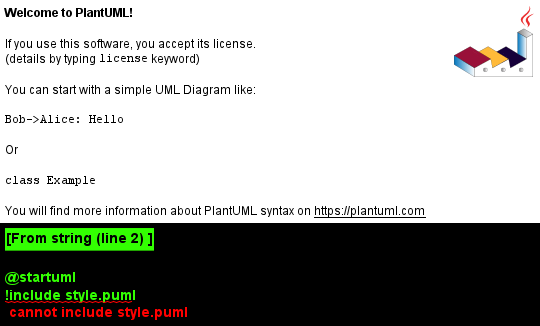 Welcome to PlantUML!
If you use this software, you accept its license.
(details by typing license keyword)
You can start with a simple UML Diagram like:
Bob->Alice: Hello
Or
class Example
You will find more information about PlantUML syntax on https://plantuml.com
[From string (line 2) ]
@startuml
!include style.puml
cannot include style.puml